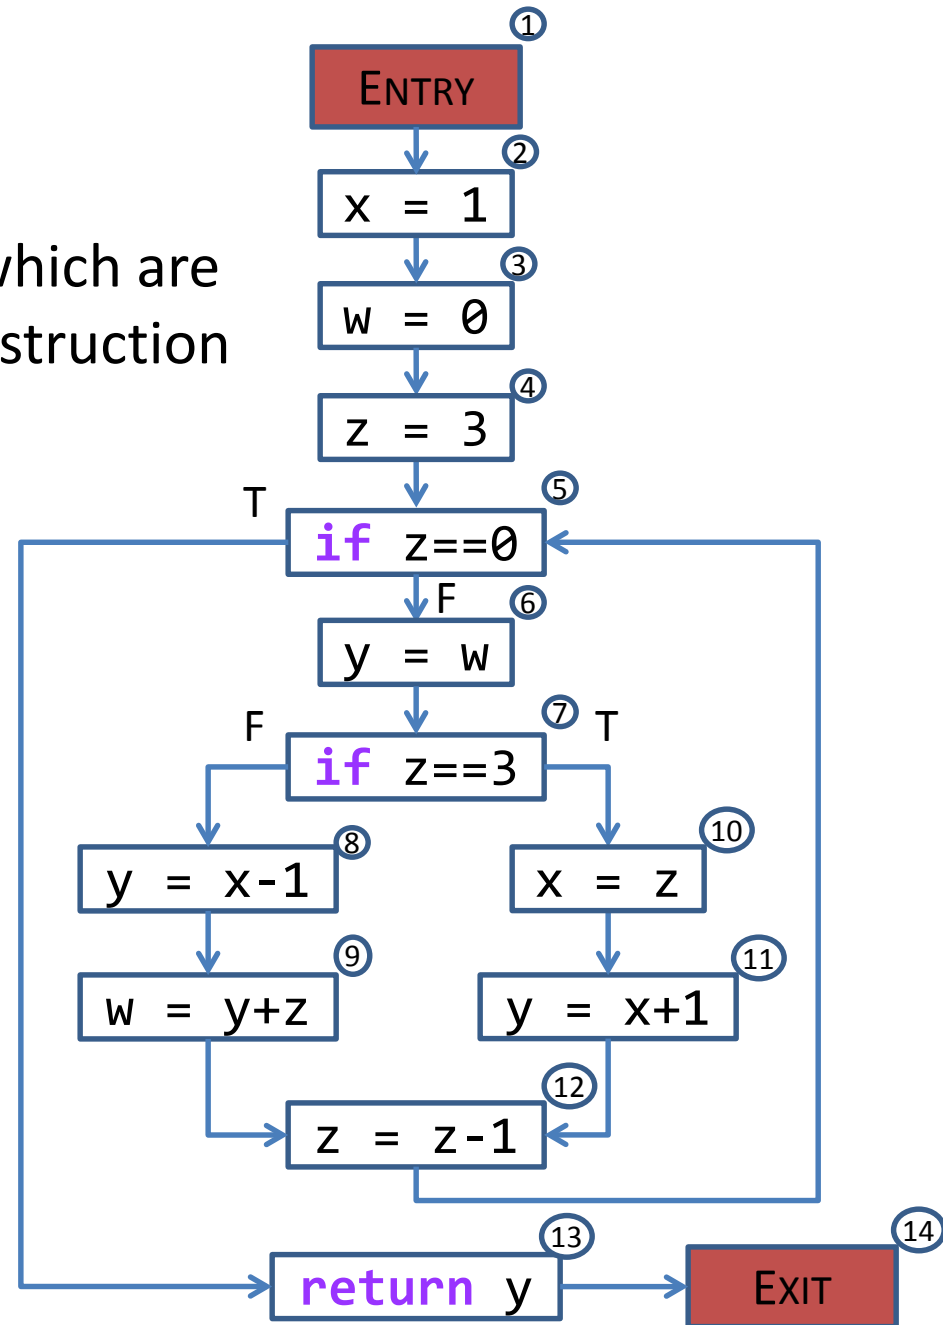 1
ENTRY
2
x = 1
which are
3
w = 0
struction
4
z = 3
T
5
if z==0
F
6
y = w
F
7
T
if z==3
8
10
y = x-1
x = z
9
11
w = y+z
y = x+1
12
z = z-1
13
14
return y
EXIT